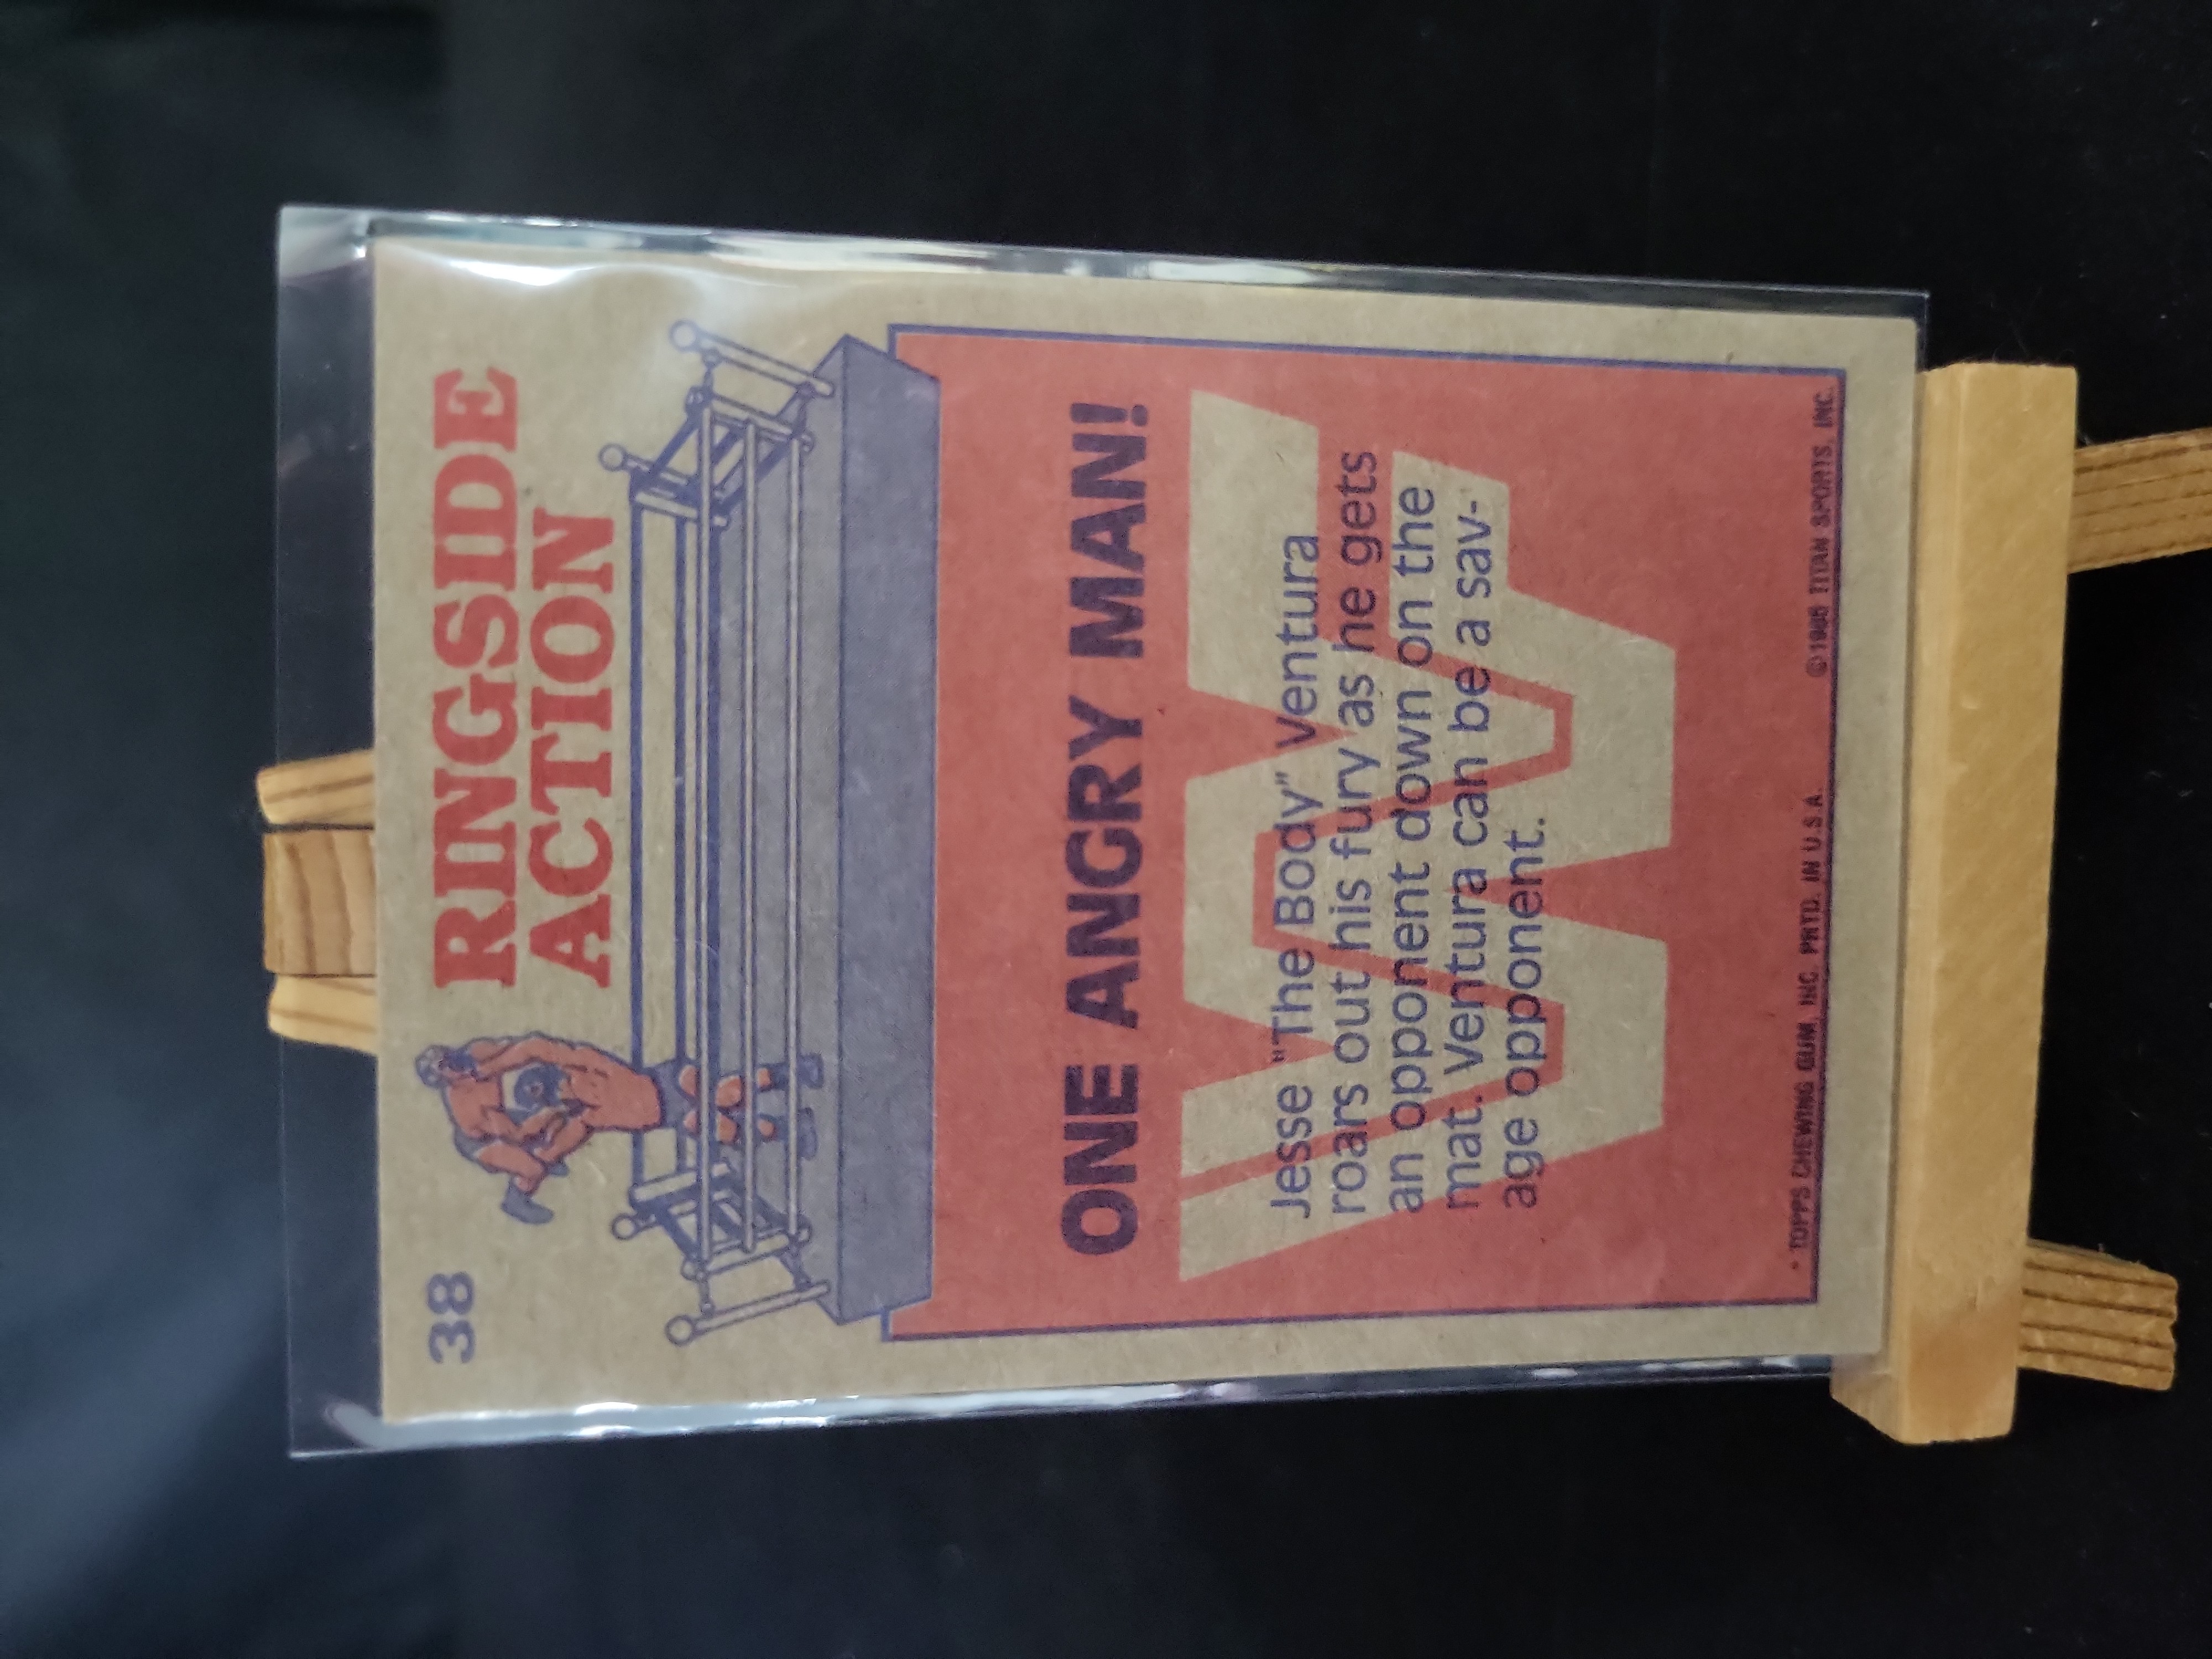 38
RINGSIDE
ACTION
ONE ANGRY MAN!
Jesse "The Body" Ventura
roars out his fury as he gets
an opponent down on the
mat. Ventura can be a sav-
age opponent.
* TOPPS CHEWING GUM, INC. PRTD. IN U.S.A. ©1985 TITAN SPORTS, INC.